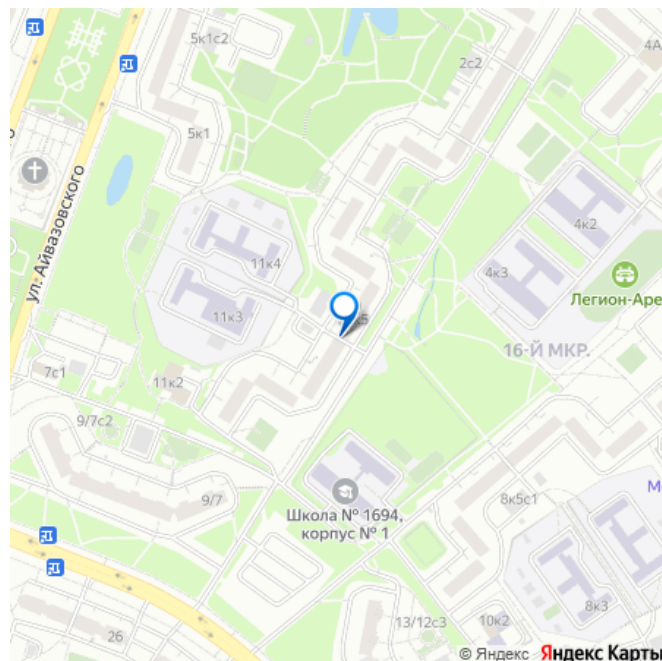 5к1с2
4А
2с2
5к1
ул. Айвазовского
4к2
11к4
4к3
Легион-Аре
11к3
16-Й МКР.
7с1
11к2
9/7с2
9/7
Школа № 1694,
корпус № 1
8к5с1
М
8к3
10к2
13/12с3
26
© Яндекс Яндекс Карты